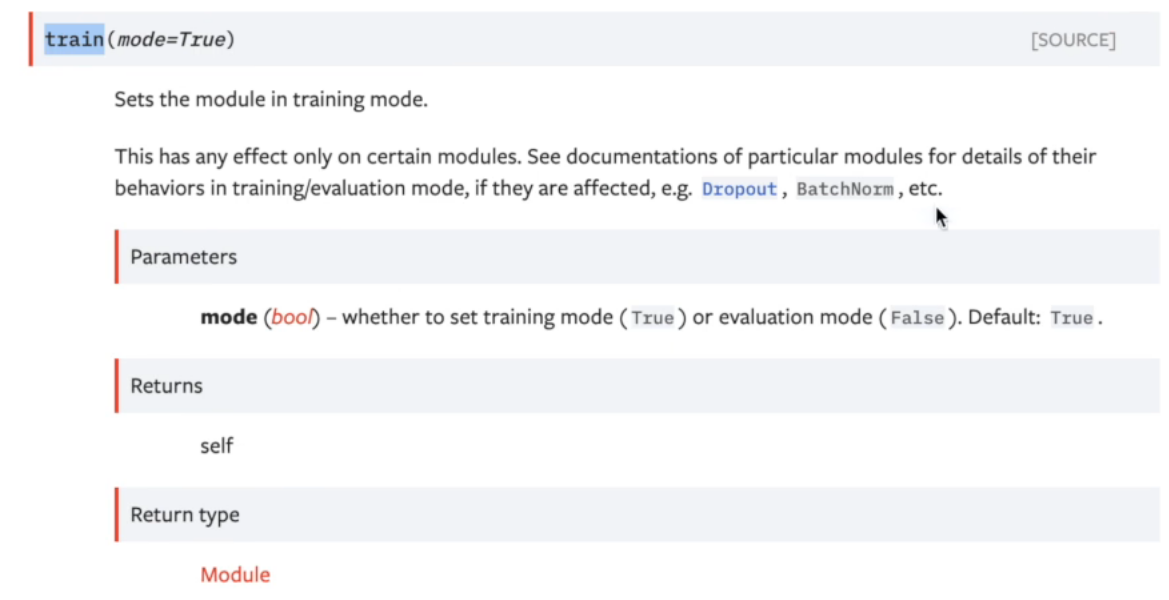 train(mode=True) [SOURCE]
Sets the module in training mode.
This has any effect only on certain modules. See documentations of particular modules for details of their
behaviors in training/evaluation mode, if they are affected, e.g. Dropout, BatchNorm, etc.
Parameters
mode (bool) – whether to set training mode (True) or evaluation mode (False). Default: True.
Returns
self
Return type
Module